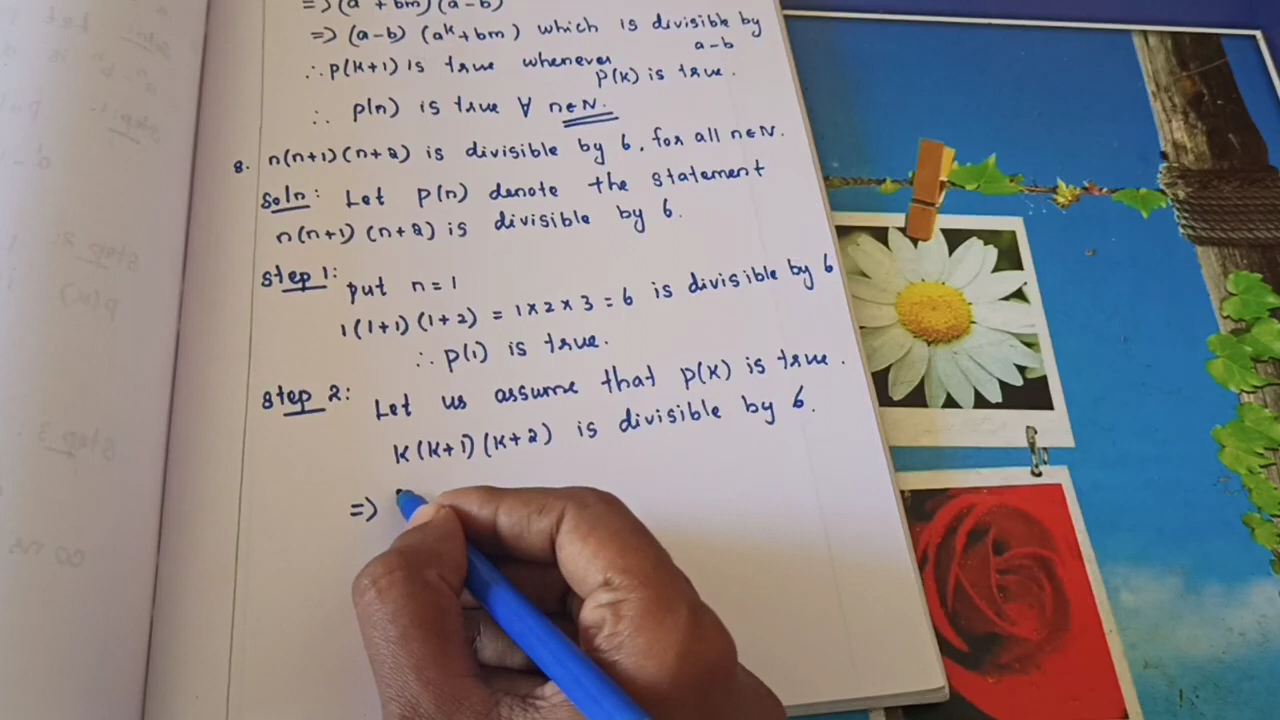 => (a + bm) (a-b)
=> (a-b) (aᵏ+bm) which is divisible by
a-b
∴ p(k+1) is true whenever
p(k) is true.
∴ p(n) is true ∀ n∈N.
8. n(n+1)(n+2) is divisible by 6, for all n∈N.
Soln: Let p(n) denote the statement
n(n+1)(n+2) is divisible by 6.
Step 1: put n=1
1(1+1)(1+2) = 1×2×3 = 6 is divisible by 6
∴ p(1) is true.
Step 2: Let us assume that p(k) is true.
k(k+1)(k+2) is divisible by 6.
=>